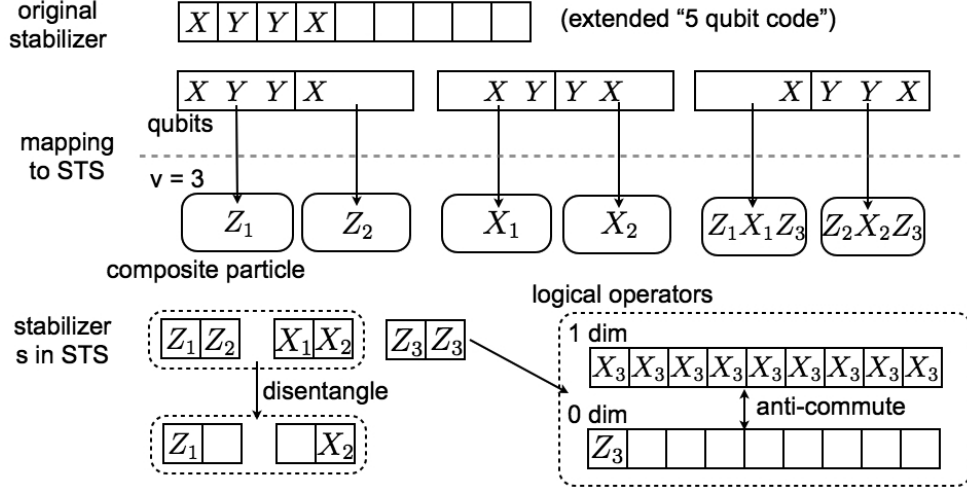 original
stabilizer
X Y Y X
(extended “5 qubit code”)
X Y Y X
X Y Y X
X Y Y X
qubits
mapping
to STS
v = 3
Z₁
Z₂
X₁
X₂
Z₁X₁Z₃
Z₂X₂Z₃
composite particle
logical operators
stabilizer
s in STS
Z₁ Z₂
X₁ X₂
Z₃ Z₃
1 dim
X₃ X₃ X₃ X₃ X₃ X₃ X₃ X₃ X₃
disentangle
0 dim
anti-commute
Z₁
X₂
Z₃